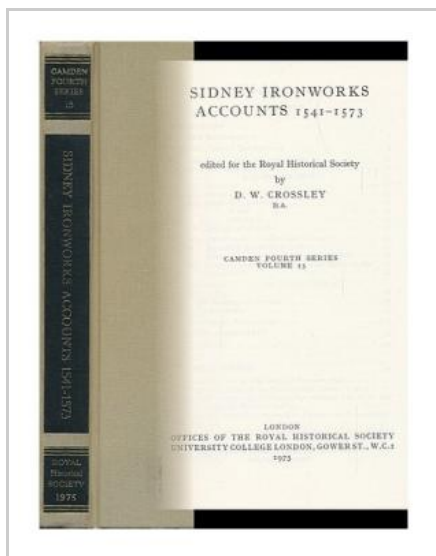 CAMDEN
FOURTH
SERIES
15
SIDNEY IRONWORKS ACCOUNTS 1541-1573
ROYAL
Historical
SOCIETY
1975
SIDNEY IRONWORKS
ACCOUNTS 1541–1573
edited for the Royal Historical Society
by
D. W. CROSSLEY
B.A.
CAMDEN FOURTH SERIES
VOLUME 15
LONDON
OFFICES OF THE ROYAL HISTORICAL SOCIETY
UNIVERSITY COLLEGE LONDON, GOWER ST., W.C.1
1975